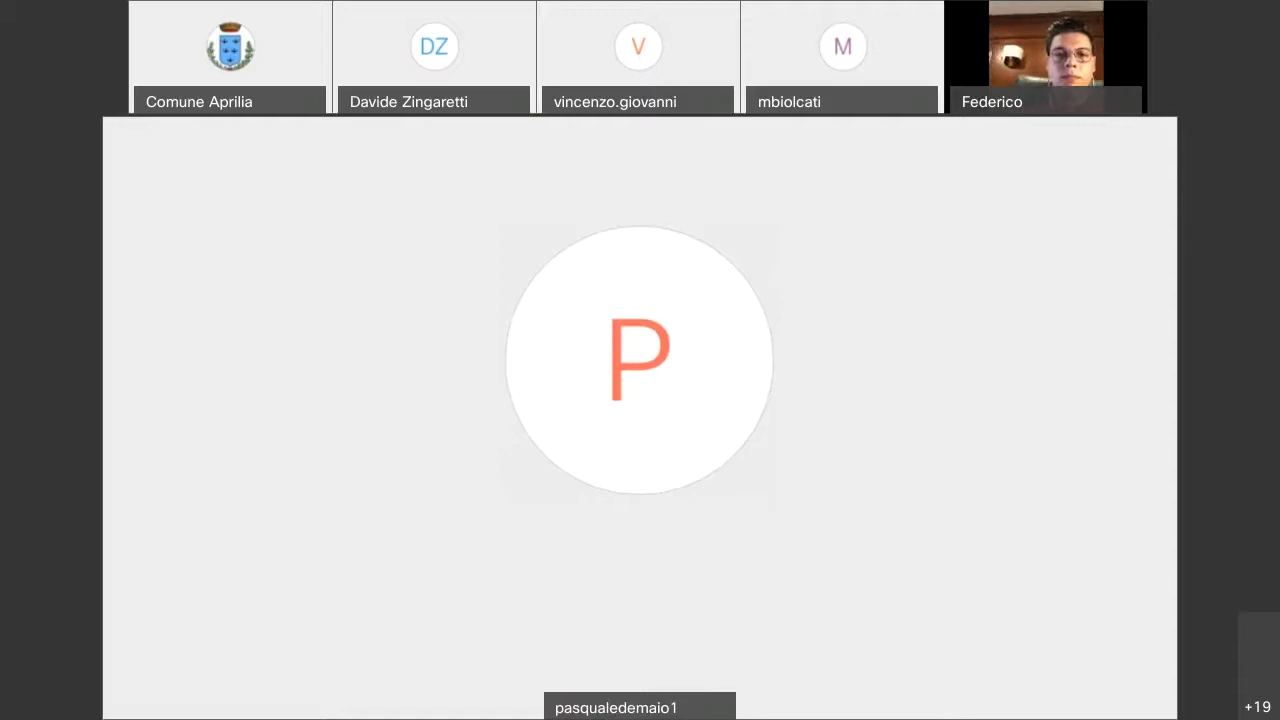 Comune Aprilia
DZ
Davide Zingaretti
V
vincenzo.giovanni
M
mbiolcati
Federico
P
pasqualedemaio1
+19